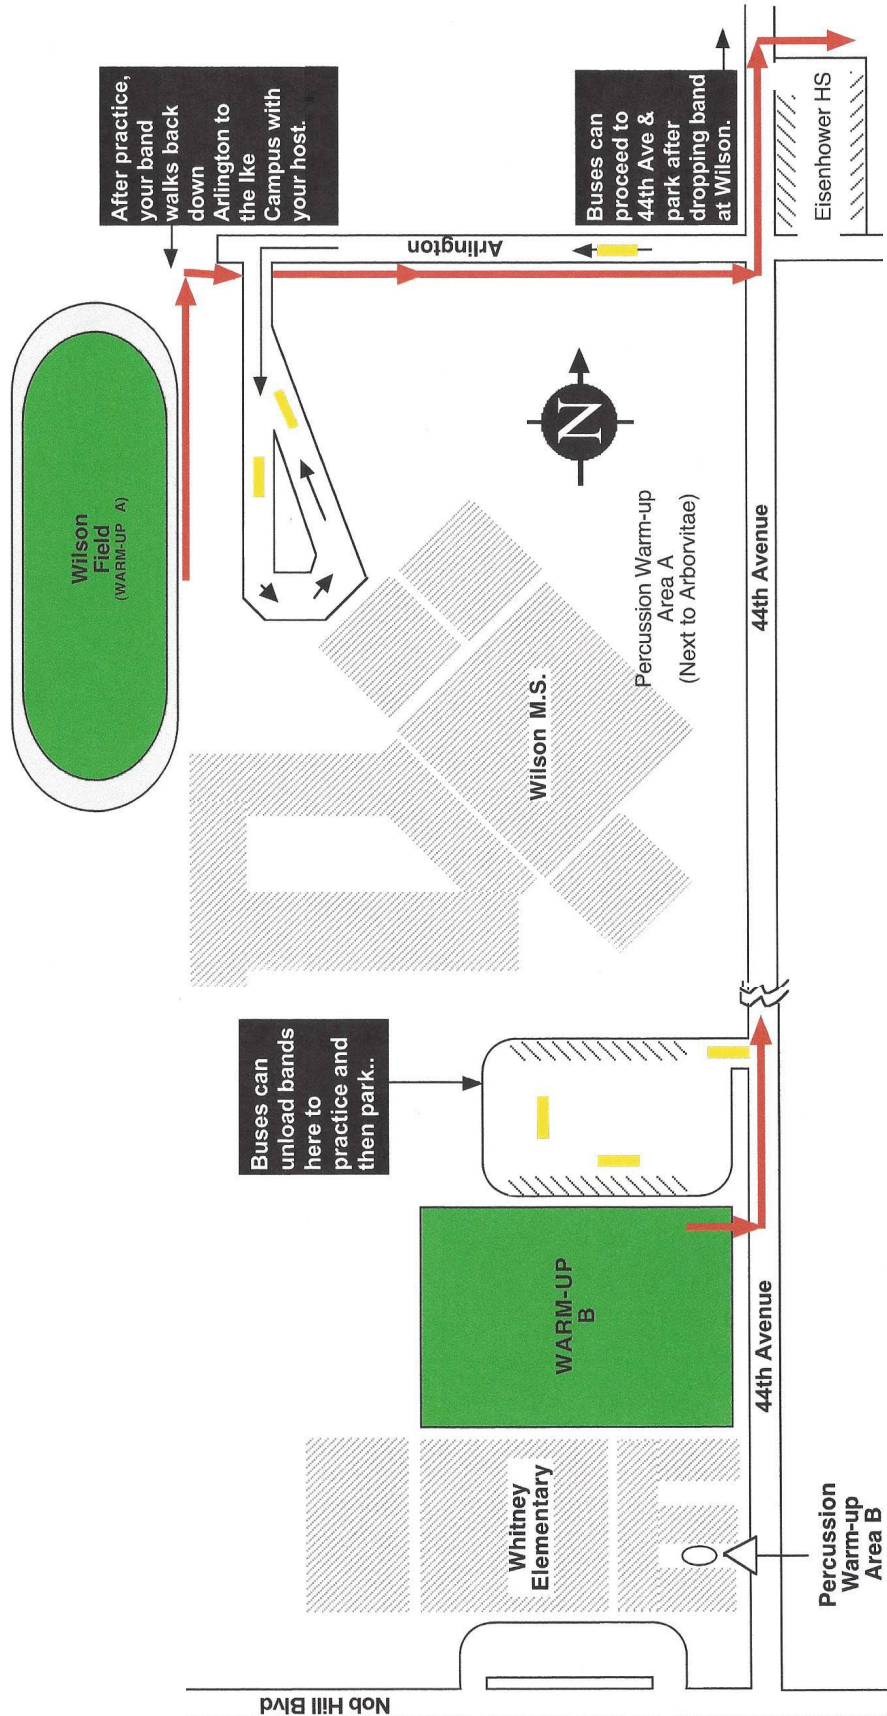 After practice,
your band
walks back
down
Arlington to
the Ike
Campus with
your host.
Buses can
proceed to
44th Ave &
park after
dropping band
at Wilson.
Wilson
Field
(WARM-UP A)
Arlington
Eisenhower HS
N
Percussion Warm-up
Area A
(Next to Arborvitae)
44th Avenue
Wilson M.S.
Buses can
unload bands
here to
practice and
then park..
WARM-UP
B
44th Avenue
Whitney
Elementary
Percussion
Warm-up
Area B
Nob Hill Blvd